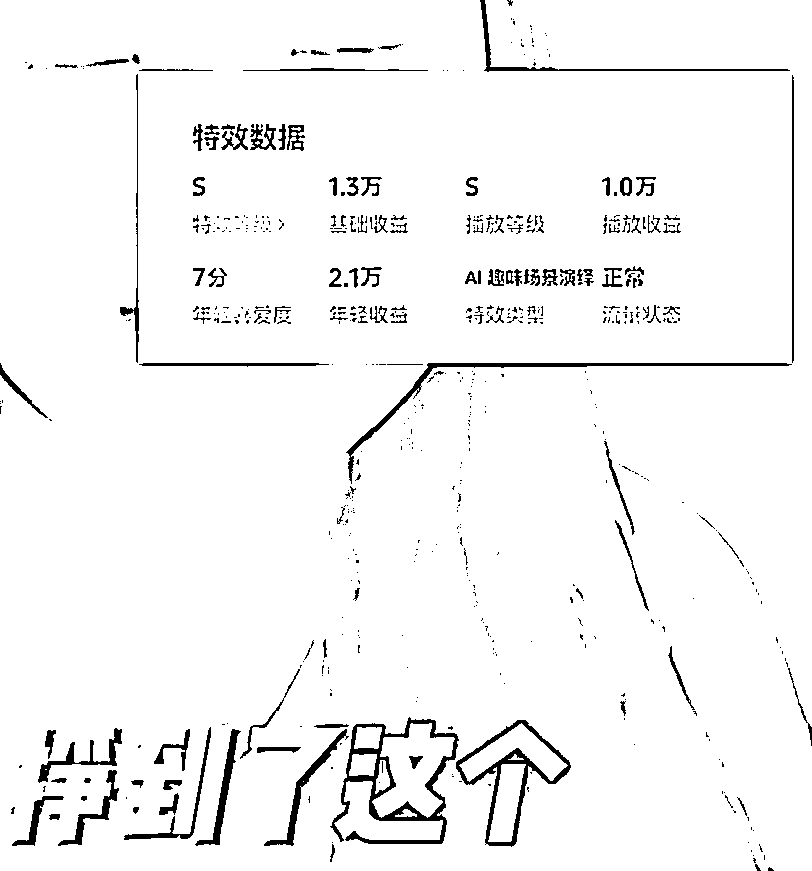 特效数据
S 1.3万 S 1.0万
特效等级 > 基础收益 播放等级 播放收益
7分 2.1万 AI 趣味场景演绎 正常
年轻喜爱度 年轻收益 特效类型 流量状态
到了这个